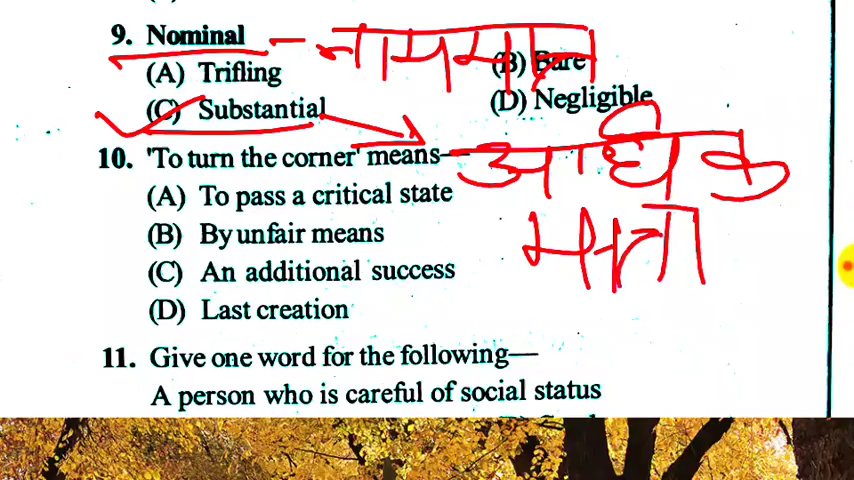 9. Nominal — नाममात्र
(A) Trifling (B) Bare
(C) Substantial (D) Negligible
10. 'To turn the corner' means— अधिक
(A) To pass a critical state मात्रा
(B) By unfair means
(C) An additional success
(D) Last creation
11. Give one word for the following—
A person who is careful of social status